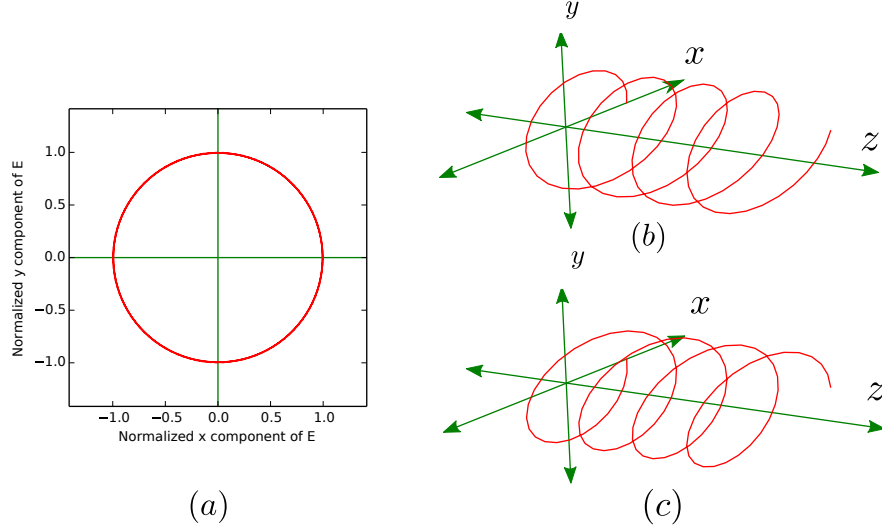 1.0
0.5
0.0
−0.5
−1.0
−1.0 −0.5 0.0 0.5 1.0
Normalized y component of E
Normalized x component of E
(a)
y
x
z
(b)
y
x
z
(c)